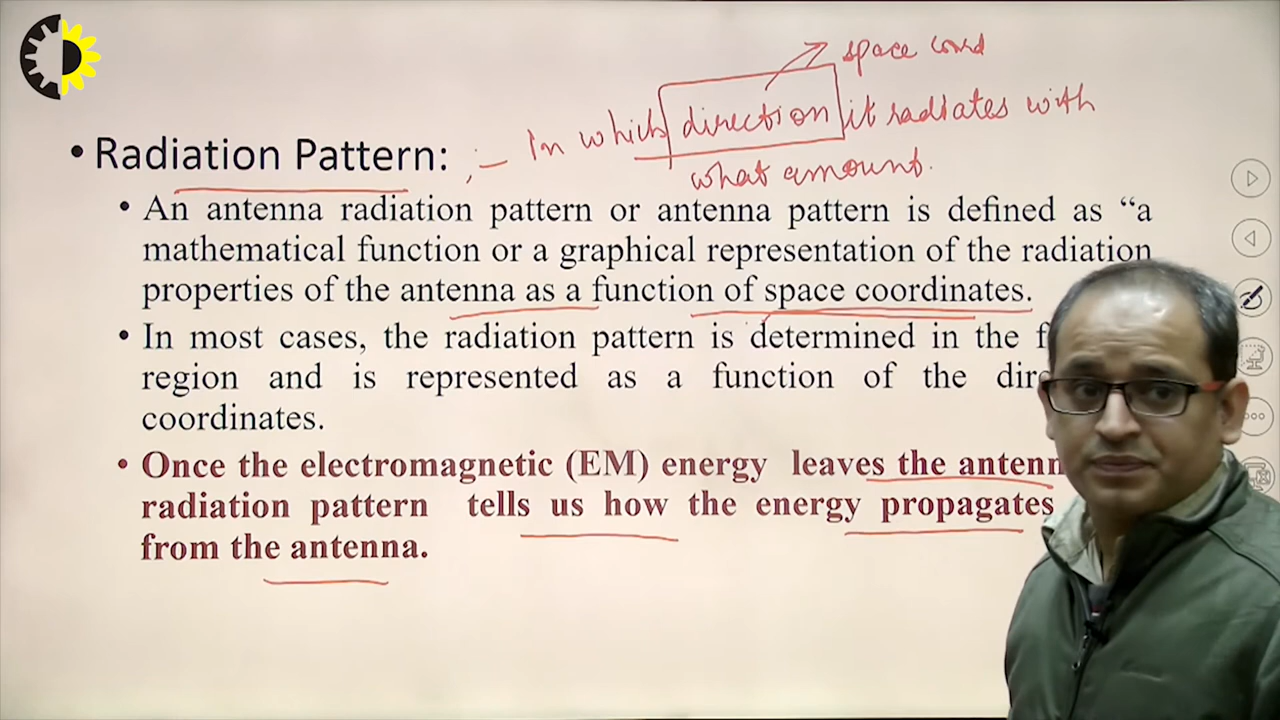 space coord
In which direction it radiates with
what amount.
• Radiation Pattern: :-
• An antenna radiation pattern or antenna pattern is defined as “a
mathematical function or a graphical representation of the radiation
properties of the antenna as a function of space coordinates.
• In most cases, the radiation pattern is determined in the f
region and is represented as a function of the dir
coordinates.
• Once the electromagnetic (EM) energy leaves the antenn
radiation pattern tells us how the energy propagates
from the antenna.